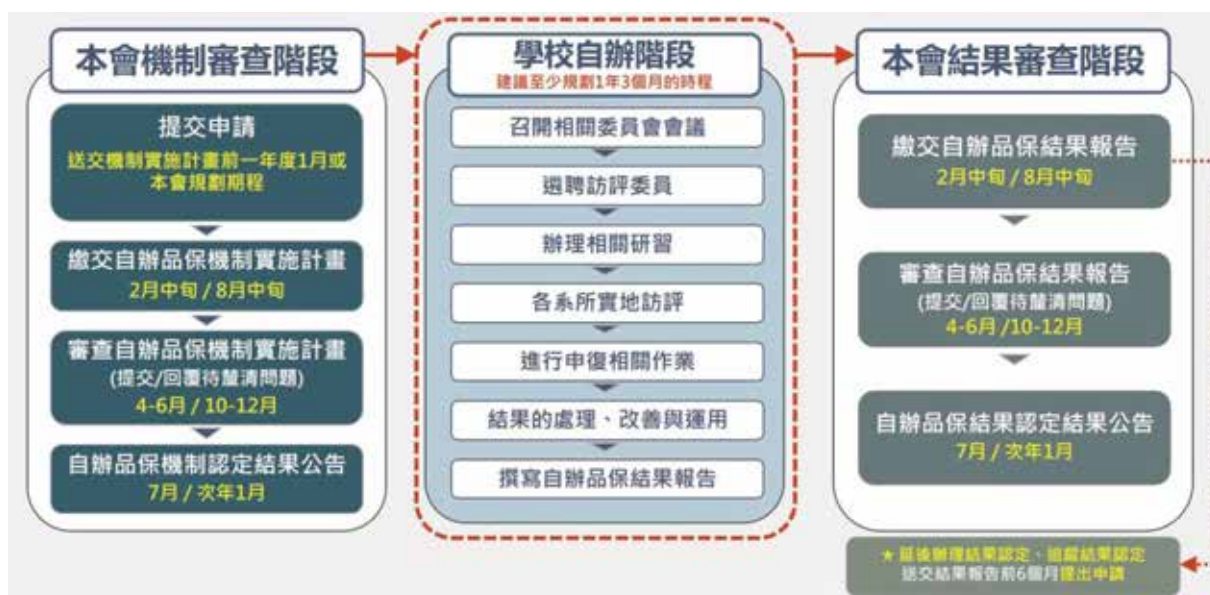 本會機制審查階段
提交申請
送交機制實施計畫前一年度1月或
本會規劃期程
繳交自辦品保機制實施計畫
2月中旬 / 8月中旬
審查自辦品保機制實施計畫
(提交/回覆待釐清問題)
4-6月 / 10-12月
自辦品保機制認定結果公告
7月 / 次年1月
學校自辦階段
建議至少規劃1年3個月的時程
召開相關委員會會議
遴聘訪評委員
辦理相關研習
各系所實地訪評
進行申復相關作業
結果的處理、改善與運用
撰寫自辦品保結果報告
本會結果審查階段
繳交自辦品保結果報告
2月中旬 / 8月中旬
審查自辦品保結果報告
(提交/回覆待釐清問題)
4-6月 /10-12月
自辦品保結果認定結果公告
7月 / 次年1月
★ 延後辦理結果認定、追蹤結果認定
送交結果報告前6個月提出申請